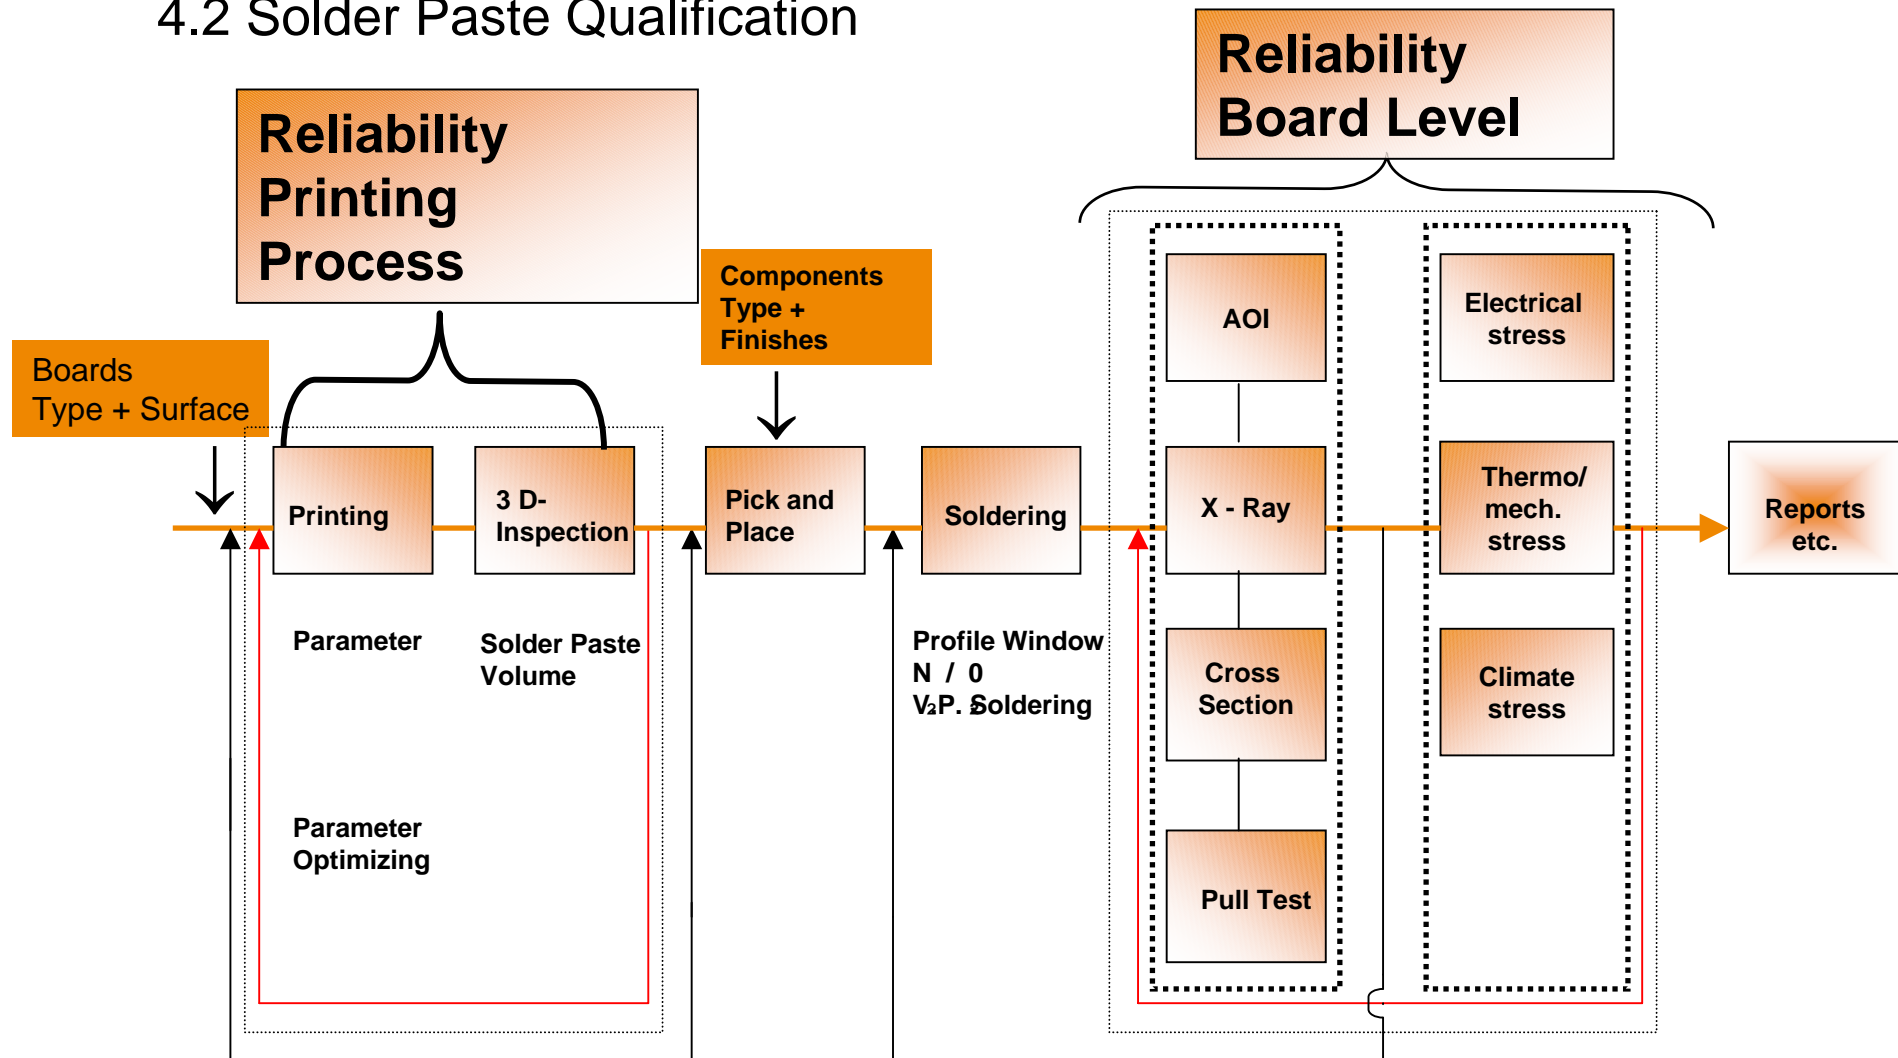 4.2 Solder Paste Qualification
Reliability
Board Level
Reliability
Printing
Process
Components
Type +
Finishes
Boards
Type + Surface
AOI
Electrical
stress
Printing
3 D-
Inspection
Pick and
Place
Soldering
X - Ray
Thermo/
mech.
stress
Reports
etc.
Parameter
Solder Paste
Volume
Profile Window
N / 0
V.P. Soldering
2 2
Cross
Section
Climate
stress
Parameter
Optimizing
Pull Test